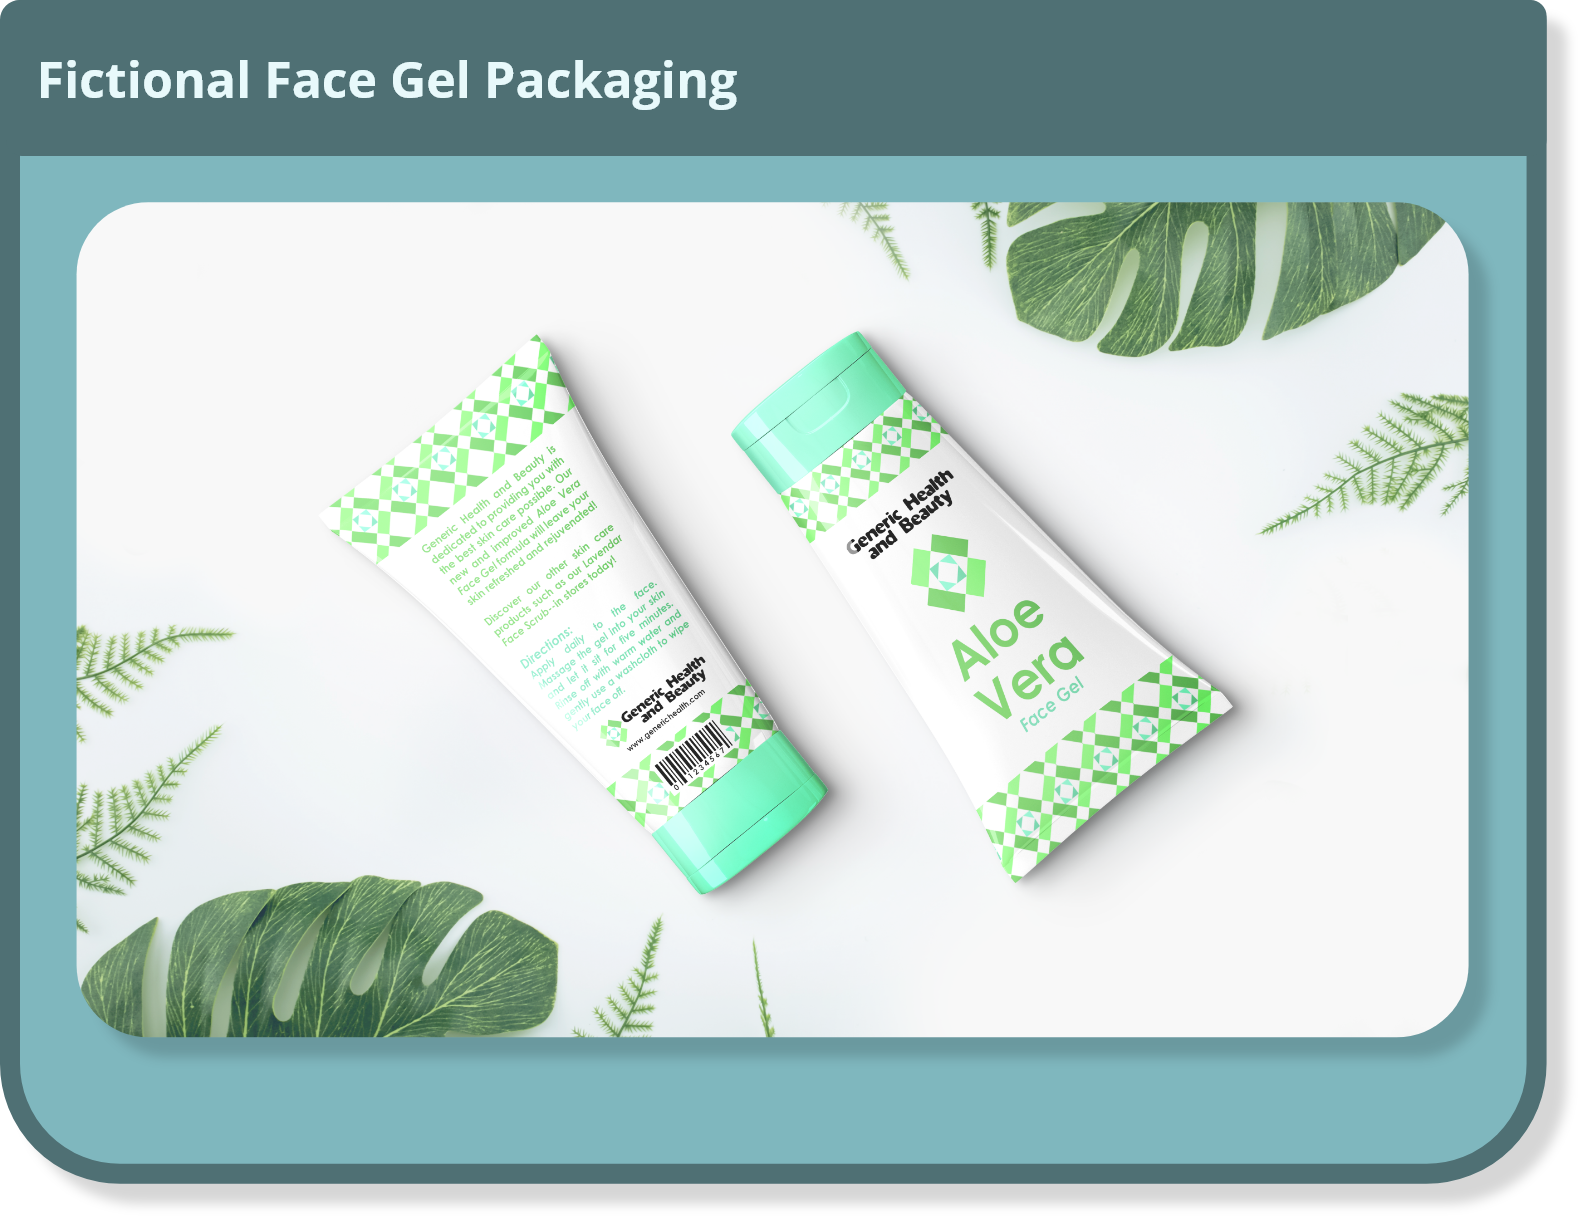 Fictional Face Gel Packaging
Generic Health and Beauty is
dedicated to providing you with
the best skin care possible. Our
new and improved Aloe Vera
Face Gel formula will leave your
skin refreshed and rejuvenated!
Discover our other skin care
products such as our Lavendar
Face Scrub--in stores today!
Directions:
Apply daily to the face.
Massage the gel into your skin
and let it sit for five minutes.
Rinse off with warm water and
gently use a washcloth to wipe
your face off.
Generic Health
and Beauty
www.generichealth.com
0 1234567
Generic Health
and Beauty
Aloe
Vera
Face Gel